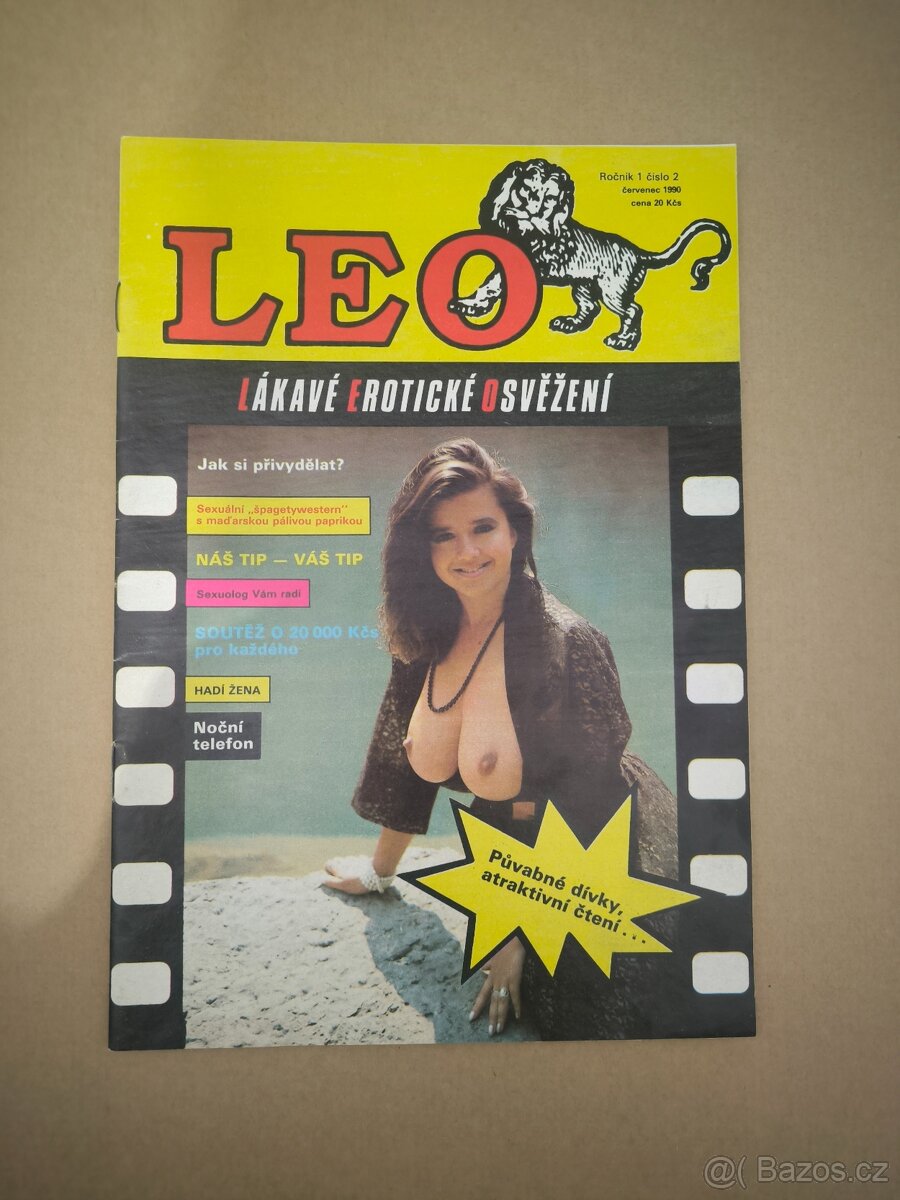 Ročník 1 číslo 2
červenec 1990
cena 20 Kčs
LEO
LÁKAVÉ EROTICKÉ OSVĚŽENÍ
Jak si přivydělat?
Sexuální „špagetywestern"
s maďarskou pálivou paprikou
NÁŠ TIP — VÁŠ TIP
Sexuolog Vám radí
SOUTĚŽ O 20 000 Kčs
pro každého
HADÍ ŽENA
Noční
telefon
Půvabné dívky,
atraktivní čtení...
@( Bazos.cz